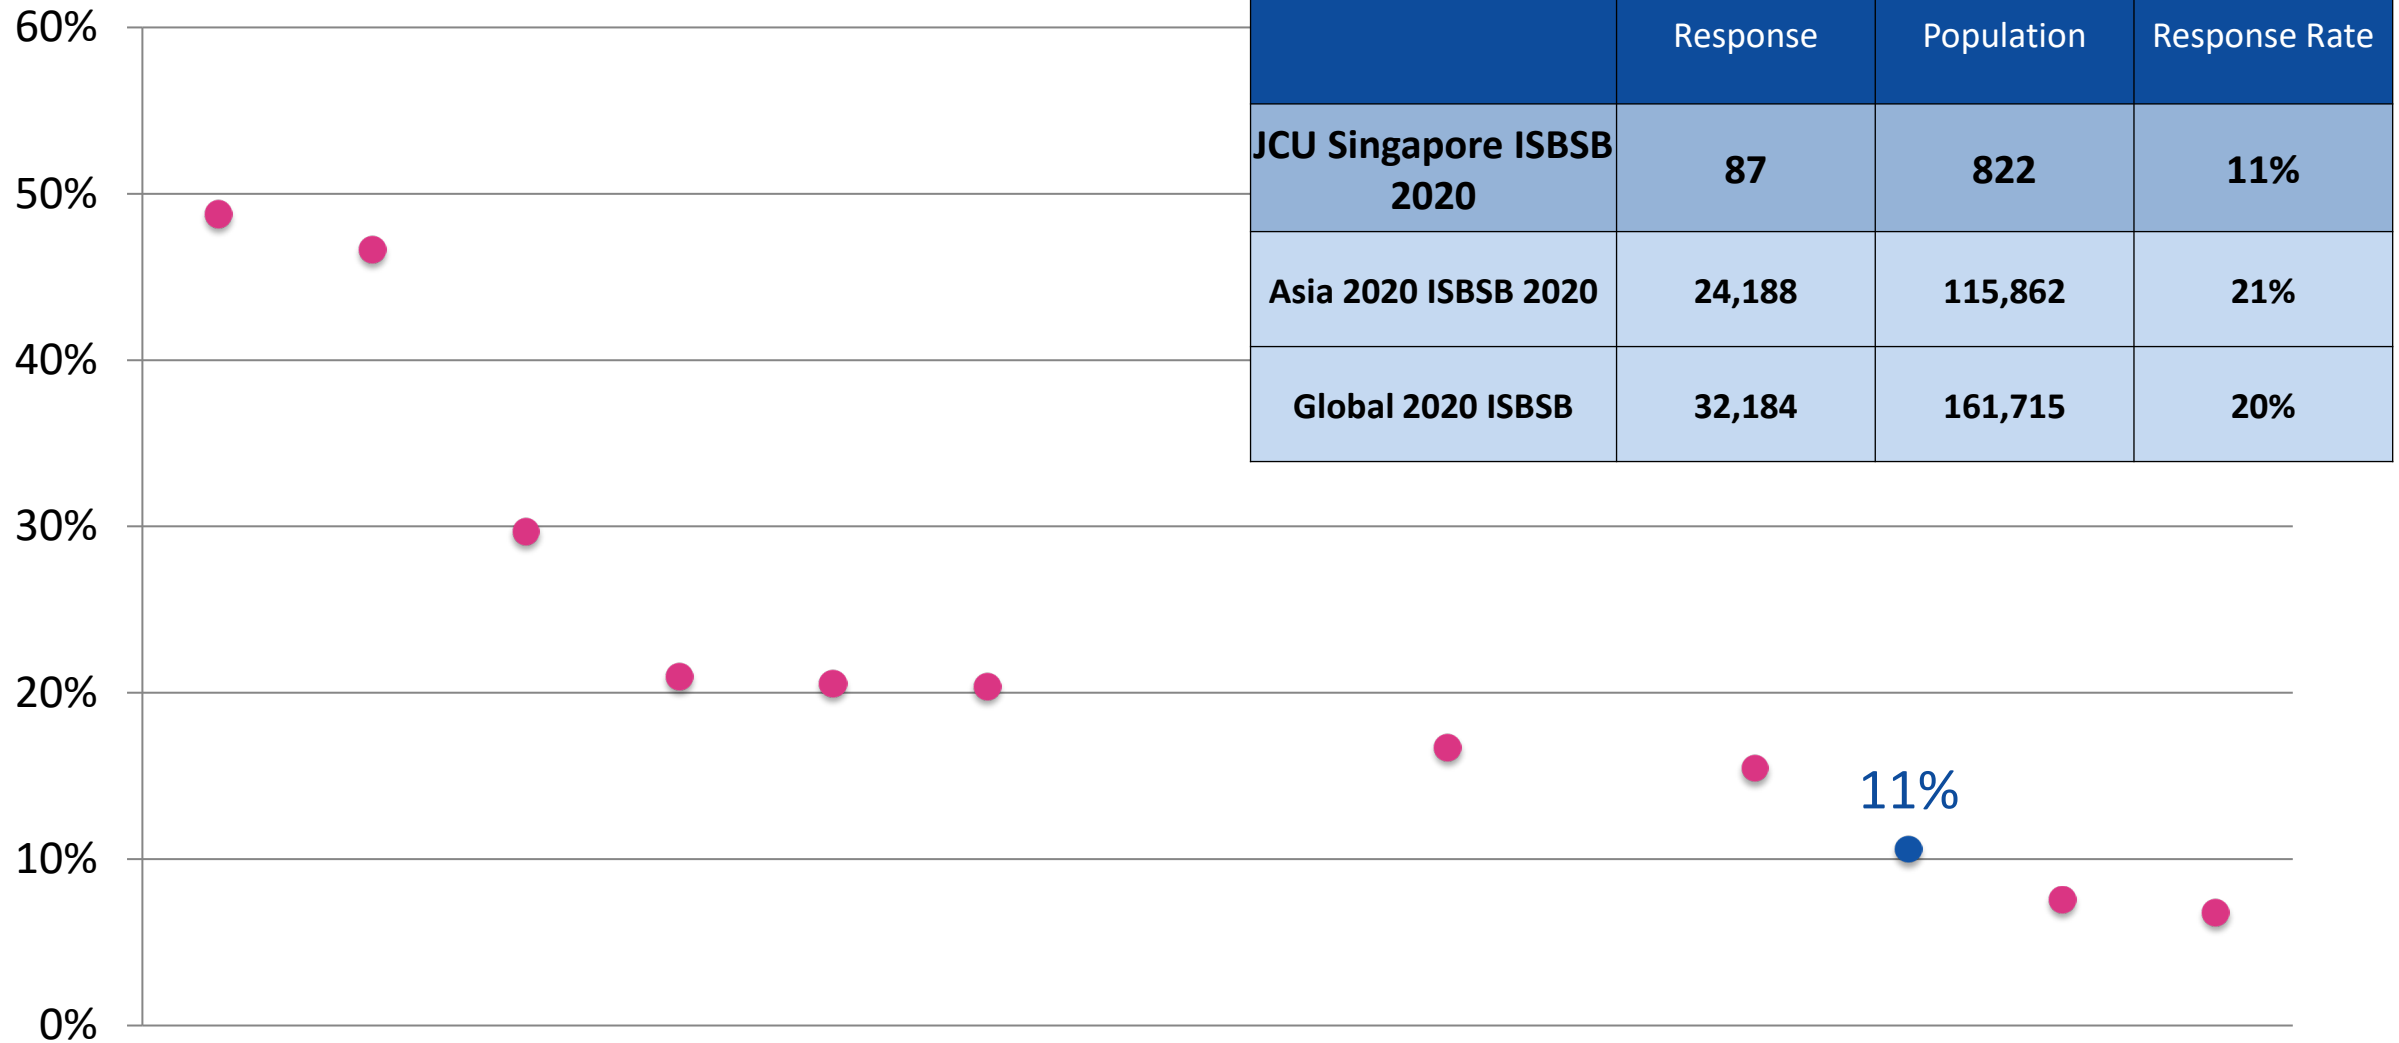 60%
50%
40%
30%
20%
10%
0%
11%
Response Population Response Rate
JCU Singapore ISBSB
2020
87 822 11%
Asia 2020 ISBSB 2020 24,188 115,862 21%
Global 2020 ISBSB 32,184 161,715 20%